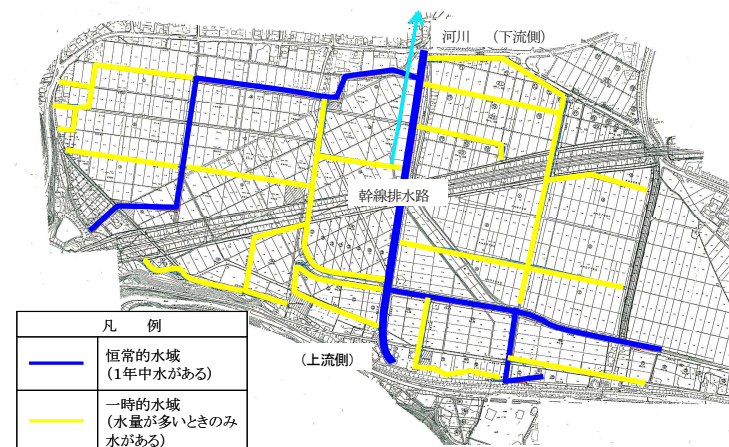 河川 （下流側）
幹線排水路
（上流側）
凡 例
恒常的水域
（1年中水がある）
一時的水域
（水量が多いときのみ
水がある）